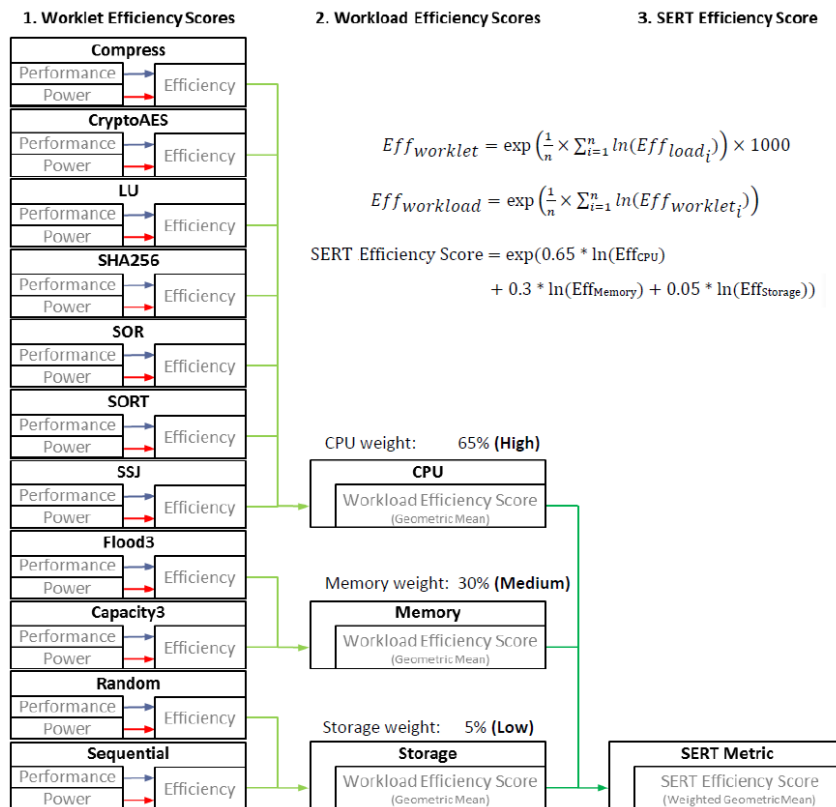 1. Worklet Efficiency Scores
2. Workload Efficiency Scores
3. SERT Efficiency Score
Compress
Performance
Power
Efficiency
CryptoAES
Performance
Power
Efficiency
LU
Performance
Power
Efficiency
SHA256
Performance
Power
Efficiency
SOR
Performance
Power
Efficiency
SORT
Performance
Power
Efficiency
SSJ
Performance
Power
Efficiency
Flood3
Performance
Power
Efficiency
Capacity3
Performance
Power
Efficiency
Random
Performance
Power
Efficiency
Sequential
Performance
Power
Efficiency
Eff_worklet = exp(1/n × ∑_{i=1}^{n} ln(Eff_load_i)) × 1000
Eff_workload = exp(1/n × ∑_{i=1}^{n} ln(Eff_worklet_i))
SERT Efficiency Score = exp(0.65 * ln(Eff_CPU)
+ 0.3 * ln(Eff_Memory) + 0.05 * ln(Eff_Storage))
CPU weight: 65% (High)
CPU
Workload Efficiency Score
(Geometric Mean)
Memory weight: 30% (Medium)
Memory
Workload Efficiency Score
(Geometric Mean)
Storage weight: 5% (Low)
Storage
Workload Efficiency Score
(Geometric Mean)
SERT Metric
SERT Efficiency Score
(Weighted Geometric Mean)